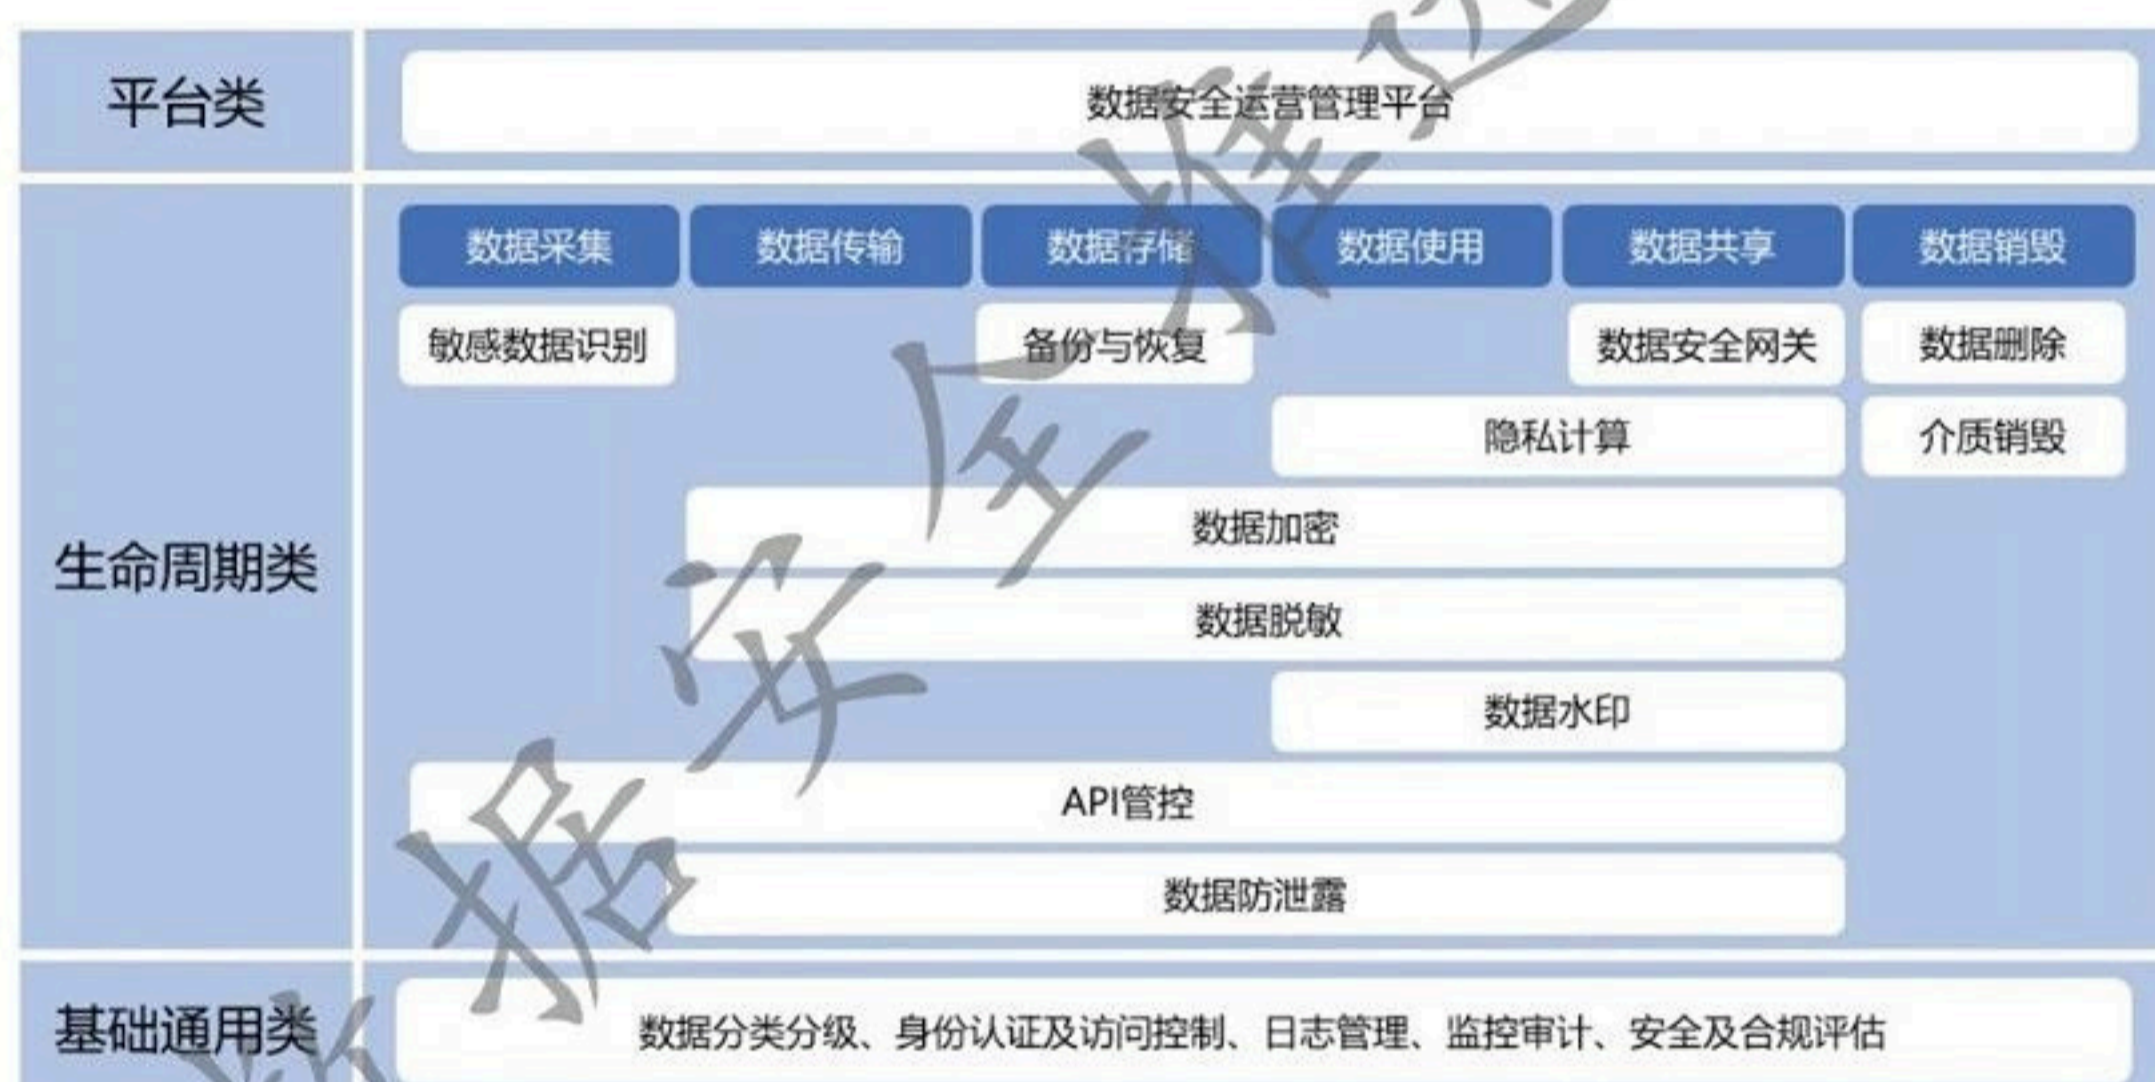 平台类
数据安全运营管理平台
生命周期类
数据采集 数据传输 数据存储 数据使用 数据共享 数据销毁
敏感数据识别 备份与恢复 数据安全网关 数据删除
隐私计算 介质销毁
数据加密
数据脱敏
数据水印
API管控
数据防泄露
基础通用类
数据分类分级、身份认证及访问控制、日志管理、监控审计、安全及合规评估
据安全推